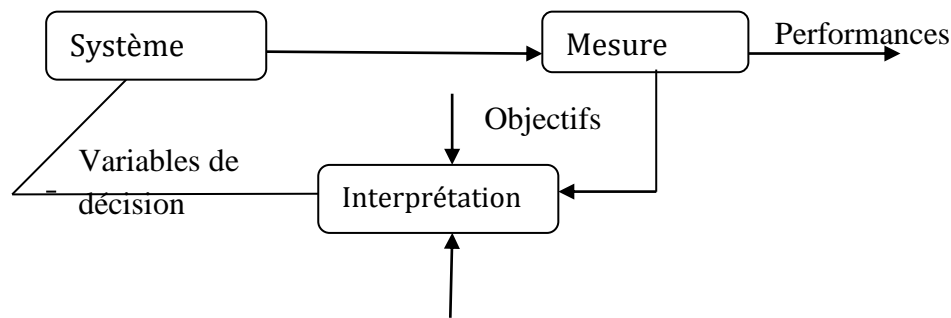 Système
Mesure
Performances
Objectifs
Variables de
décision
Interprétation